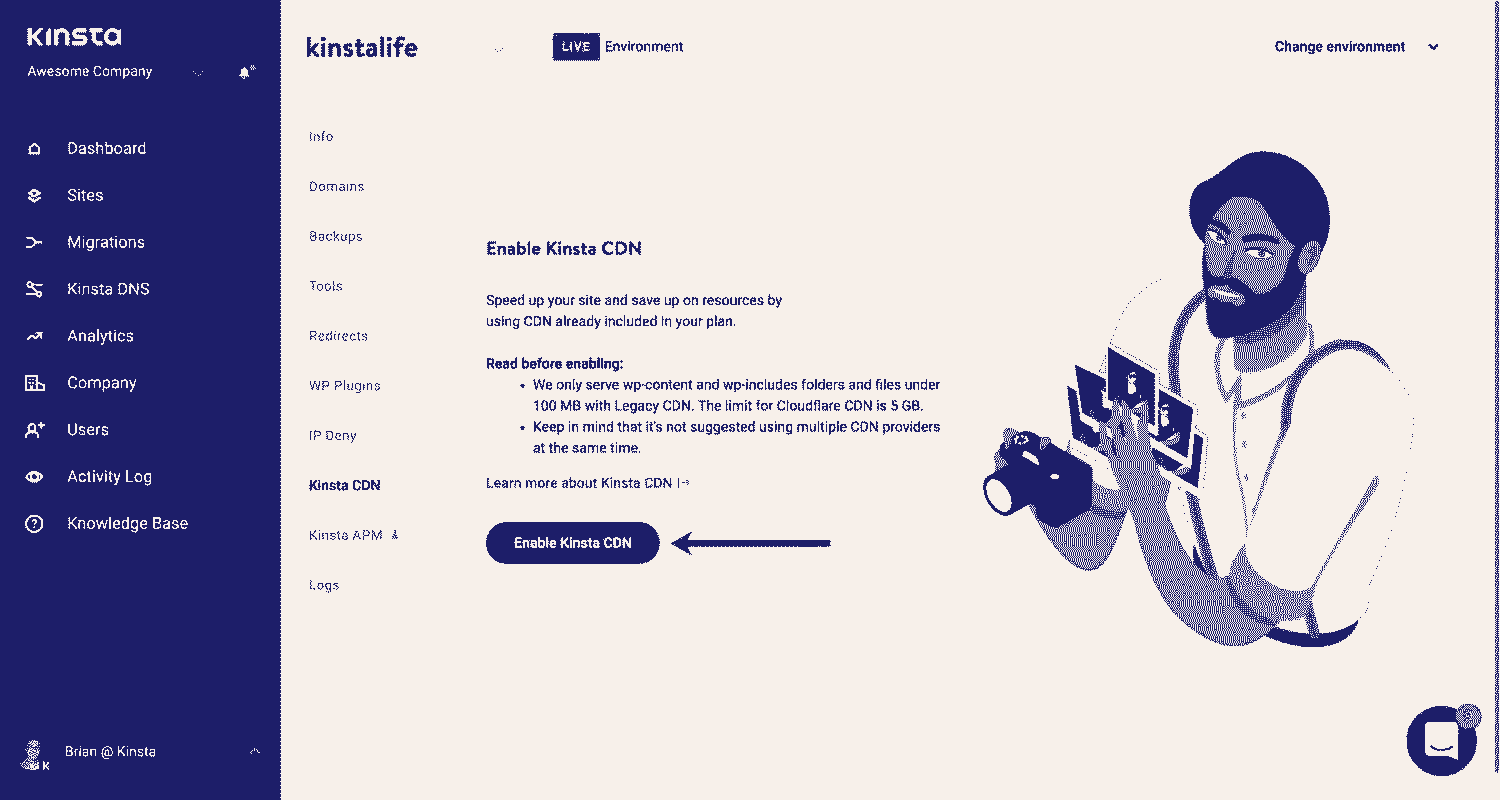 Kinsta
Awesome Company
Dashboard
Sites
Migrations
Kinsta DNS
Analytics
Company
Users
Activity Log
Knowledge Base
Brian @ Kinsta
kinstalife
LIVE Environment
Change environment
Info
Domains
Backups
Tools
Redirects
WP Plugins
IP Deny
Kinsta CDN
Kinsta APM
Logs
Enable Kinsta CDN
Speed up your site and save up on resources by
using CDN already included in your plan.
Read before enabling:
• We only serve wp-content and wp-includes folders and files under
100 MB with Legacy CDN. The limit for Cloudflare CDN is 5 GB.
• Keep in mind that it's not suggested using multiple CDN providers
at the same time.
Learn more about Kinsta CDN
Enable Kinsta CDN